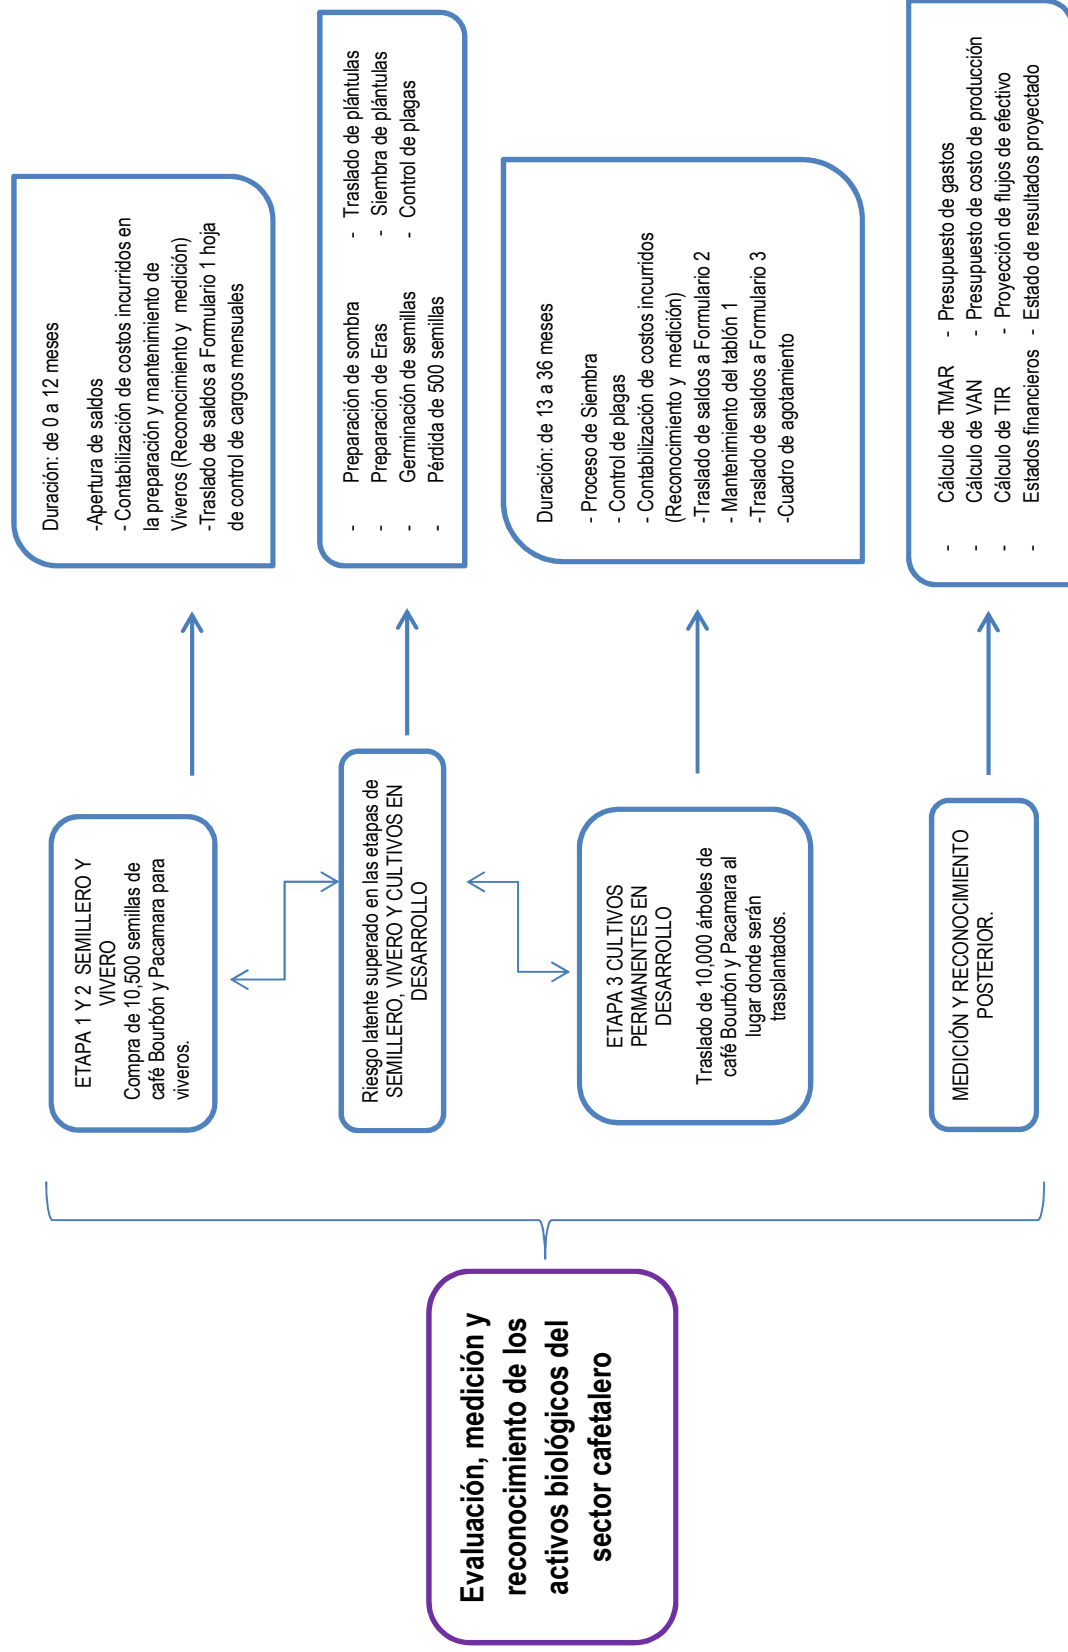 Evaluación, medición y
reconocimiento de los
activos biológicos del
sector cafetalero
ETAPA 1 Y 2  SEMILLERO Y
VIVERO
Compra de 10,500 semillas de
café Bourbón y Pacamara para
viveros.
Duración: de 0 a 12 meses
-Apertura de saldos
- Contabilización de costos incurridos en
la preparación y mantenimiento de
Viveros (Reconocimiento y  medición)
-Traslado de saldos a Formulario 1 hoja
de control de cargos mensuales
Riesgo latente superado en las etapas de
SEMILLERO, VIVERO Y CULTIVOS EN
DESARROLLO
- Preparación de sombra
- Preparación de Eras
- Germinación de semillas
- Pérdida de 500 semillas
- Traslado de plántulas
- Siembra de plántulas
- Control de plagas
ETAPA 3 CULTIVOS
PERMANENTES EN
DESARROLLO
Traslado de 10,000 árboles de
café Bourbón y Pacamara al
lugar donde serán
trasplantados.
Duración: de 13 a 36 meses
- Proceso de Siembra
- Control de plagas
- Contabilización de costos incurridos
(Reconocimiento y  medición)
-Traslado de saldos a Formulario 2
- Mantenimiento del tablón 1
-Traslado de saldos a Formulario 3
-Cuadro de agotamiento
MEDICIÓN Y RECONOCIMIENTO
POSTERIOR.
- Cálculo de TMAR
- Cálculo de VAN
- Cálculo de TIR
- Estados financieros
- Presupuesto de gastos
- Presupuesto de costo de producción
- Proyección de flujos de efectivo
- Estado de resultados proyectado